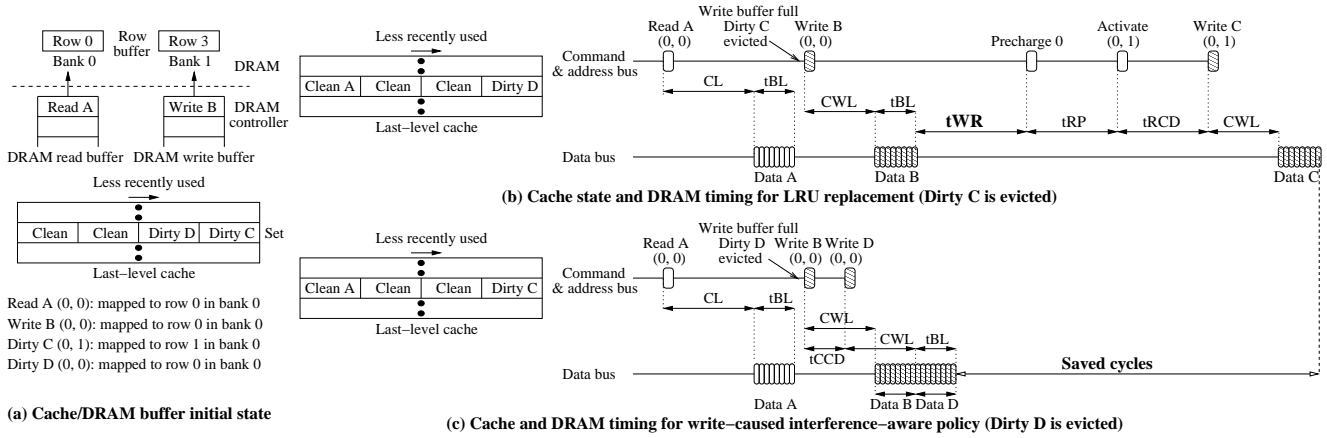 Row 0
Row buffer
Row 3
Bank 0
Bank 1
DRAM
Read A
Write B
DRAM controller
DRAM read buffer
DRAM write buffer
Less recently used
Clean
Clean
Dirty D
Dirty C
Set
Last−level cache
Read A (0, 0): mapped to row 0 in bank 0
Write B (0, 0): mapped to row 0 in bank 0
Dirty C (0, 1): mapped to row 1 in bank 0
Dirty D (0, 0): mapped to row 0 in bank 0
(a) Cache/DRAM buffer initial state
Less recently used
Clean A
Clean
Clean
Dirty D
Last−level cache
Command
& address bus
Read A
(0, 0)
Write buffer full
Dirty C
evicted
Write B
(0, 0)
Precharge 0
Activate
(0, 1)
Write C
(0, 1)
CL
tBL
CWL
tBL
tWR
tRP
tRCD
CWL
Data bus
Data A
Data B
Data C
(b) Cache state and DRAM timing for LRU replacement (Dirty C is evicted)
Less recently used
Clean A
Clean
Clean
Dirty C
Last−level cache
Command
& address bus
Read A
(0, 0)
Write buffer full
Dirty D
evicted
Write B
(0, 0)
Write D
(0, 0)
CL
tBL
CWL
CWL
tBL
tCCD
Saved cycles
Data bus
Data A
Data B
Data D
(c) Cache and DRAM timing for write−caused interference−aware policy (Dirty D is evicted)